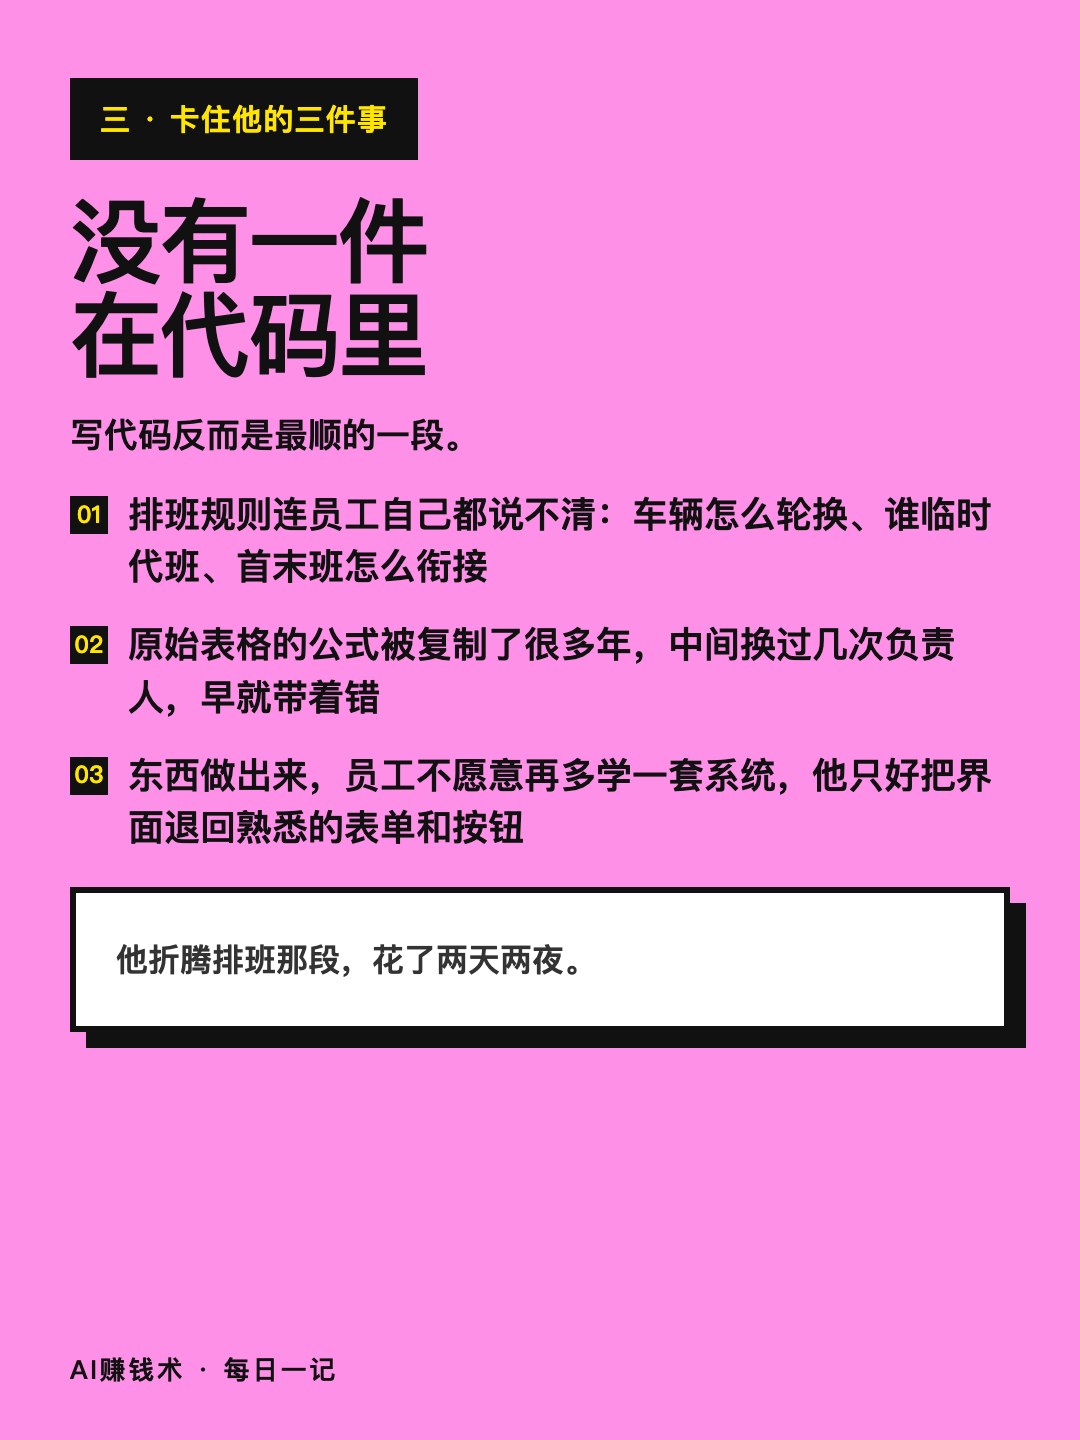 三 · 卡住他的三件事
没有一件
在代码里
写代码反而是最顺的一段。
01 排班规则连员工自己都说不清：车辆怎么轮换、谁临时
代班、首末班怎么衔接
02 原始表格的公式被复制了很多年，中间换过几次负责
人，早就带着错
03 东西做出来，员工不愿意再多学一套系统，他只好把界
面退回熟悉的表单和按钮
他折腾排班那段，花了两天两夜。
AI赚钱术 · 每日一记